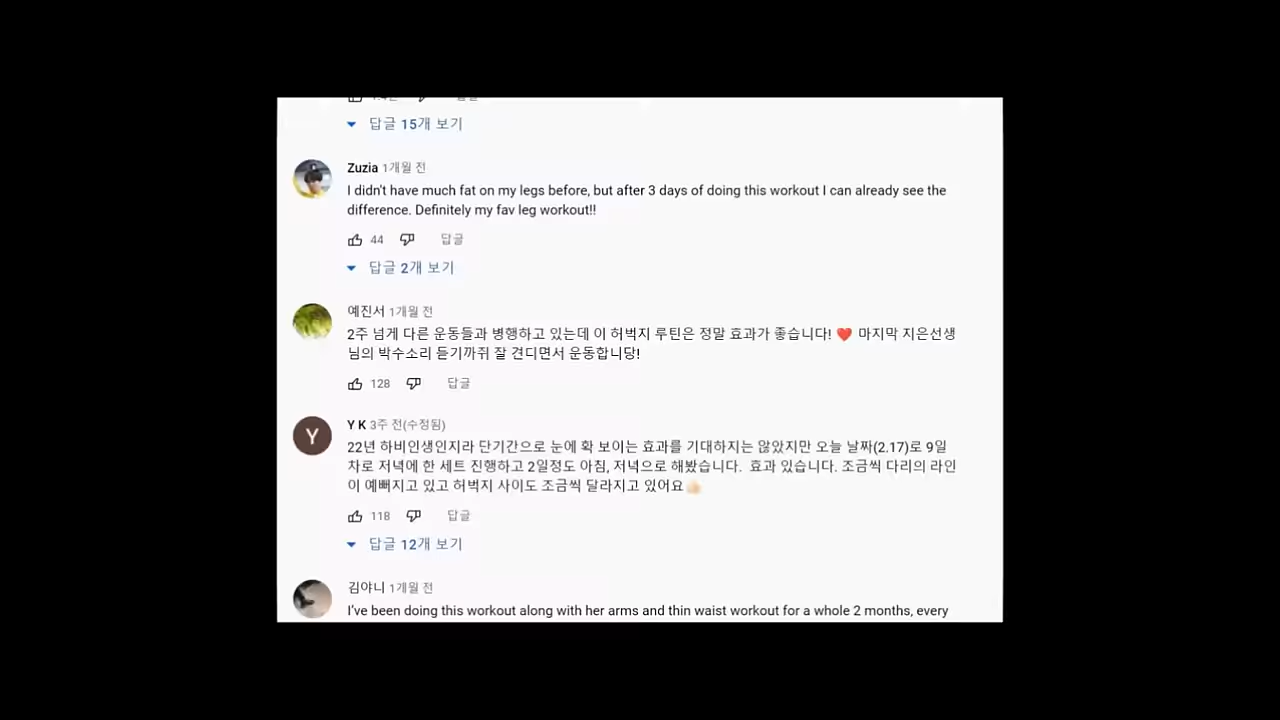 답글 15개 보기
Zuzia 1개월 전
I didn't have much fat on my legs before, but after 3 days of doing this workout I can already see the
difference. Definitely my fav leg workout!!
44 답글
답글 2개 보기
예진서 1개월 전
2주 넘게 다른 운동들과 병행하고 있는데 이 허벅지 루틴은 정말 효과가 좋습니다! ❤️ 마지막 지은선생
님의 박수소리 듣기까쥐 잘 견디면서 운동합니당!
128 답글
Y
Y K 3주 전(수정됨)
22년 하비인생인지라 단기간으로 눈에 확 보이는 효과를 기대하지는 않았지만 오늘 날짜(2.17)로 9일
차로 저녁에 한 세트 진행하고 2일정도 아침, 저녁으로 해봤습니다. 효과 있습니다. 조금씩 다리의 라인
이 예뻐지고 있고 허벅지 사이도 조금씩 달라지고 있어요👍🏻
118 답글
답글 12개 보기
김야니 1개월 전
I've been doing this workout along with her arms and thin waist workout for a whole 2 months, every